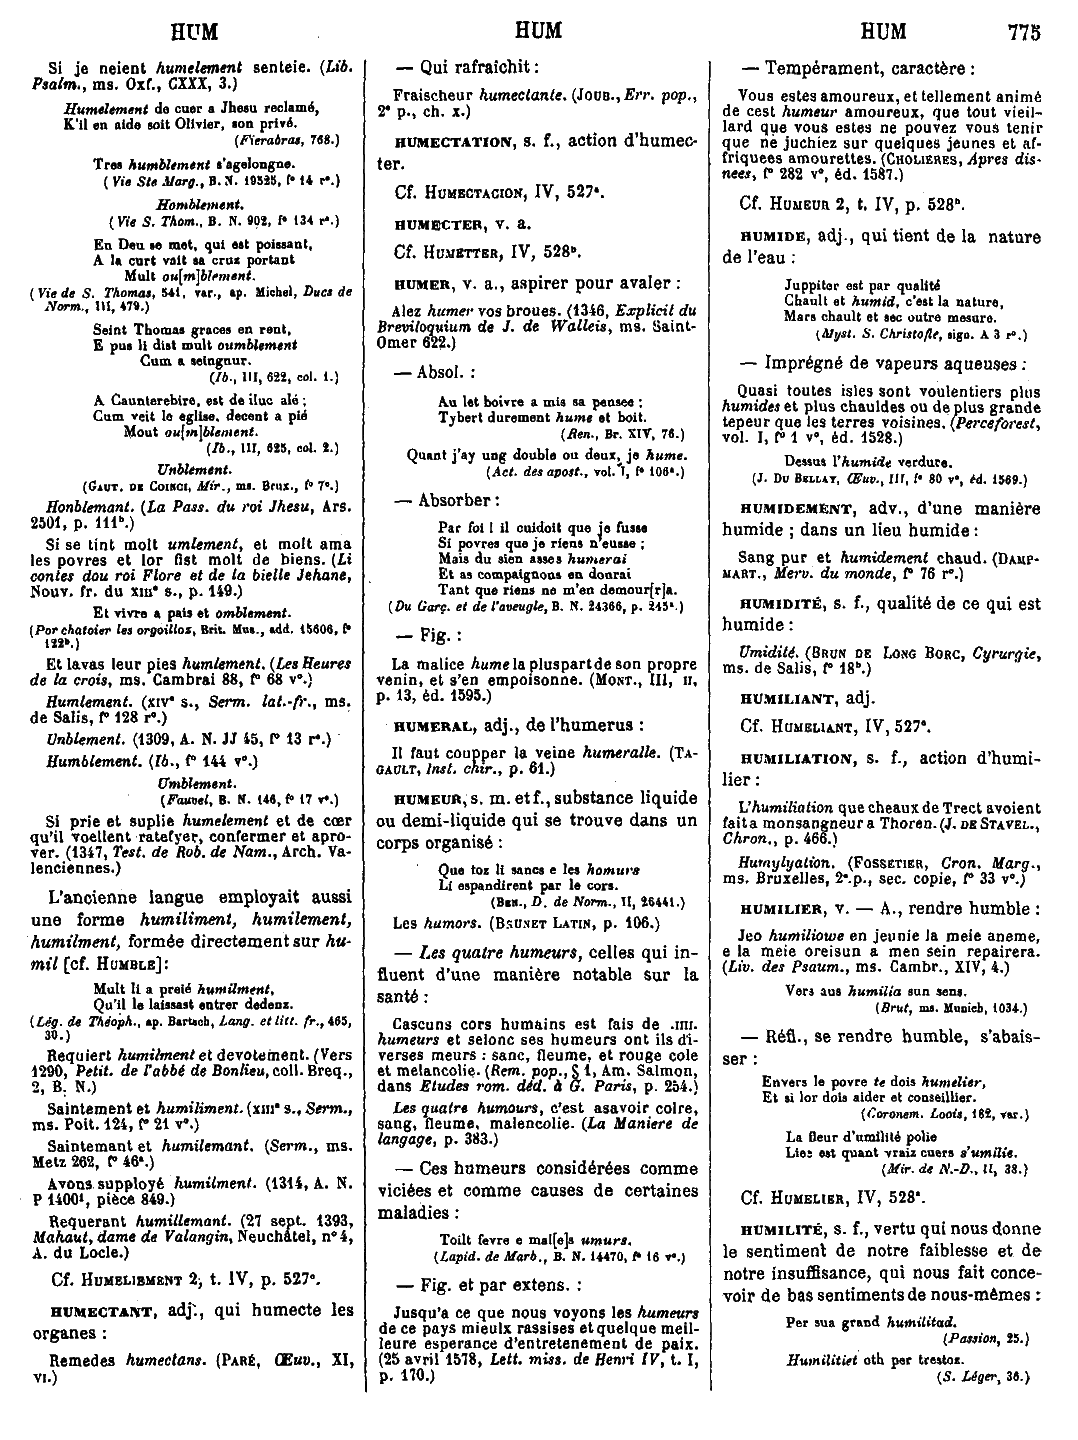 HUM
HUM
HUM 775
Si je neient humelement senteie. (Lib.
Psalm., ms. Oxf., CXXX, 3.)
Humelement de cuer a Jhesu reclamé,
K'il en aide soit Olivier, son privé.
(Fierabras, 768.)
Tres humblement s'agelongne.
(Vie Ste Marg., B. N. 19525, f° 14 r°.)
Homblement.
(Vie S. Thom., B. N. 902, f° 134 r°.)
En Deu se met, qui est poissant,
A la curt vait sa cruz portant
Mult ou[m]blement.
(Vie de S. Thomas, 541, var., ap. Michel, Ducs de
Norm., III, 479.)
Seint Thomas graces en rent,
E pus li dist mult oumblement
Cum a seingnur.
(Ib., III, 622, col. 1.)
A Caunterebire, est de iluc alé ;
Cum veit le eglise, decent a pié
Mout ou[m]blement.
(Ib., III, 625, col. 2.)
Unblement.
(GAUT. DE COINCI, Mir., ms. Brux., f° 7c.)
Honblemant. (La Pass. du roi Jhesu, Ars.
2501, p. 111b.)
Si se tint molt umlement, et molt ama
les povres et lor fist molt de biens. (Li
contes dou roi Flore et de la bielle Jehane,
Nouv. fr. du XIIIe s., p. 149.)
Et vivre a pais et omblement.
(Por chatoier les orgoilloz, Brit. Mus., add. 15606, f°
122b.)
Et lavas leur pies humlement. (Les Heures
de la crois, ms. Cambrai 88, f° 68 v°.)
Humlement. (XIVe s., Serm. lat.-fr., ms.
de Salis, f° 128 r°.)
Unblement. (1309, A. N. JJ 45, f° 13 r°.)
Humblement. (Ib., f° 144 v°.)
Umblement.
(Fauvel, B. N. 146, f° 17 v°.)
Si prie et suplie humelement et de cœr
qu'il voellent ratefyer, confermer et apro-
ver. (1347, Test. de Rob. de Nam., Arch. Va-
lenciennes.)
L'ancienne langue employait aussi
une forme humiliment, humilement,
humilment, formée directement sur hu-
mil [cf. HUMBLE]:
Mult li a preié humilment,
Qu'il le laissast entrer dedenz.
(Lég. de Théoph., ap. Bartsch, Lang. et litt. fr., 465,
30.)
Requiert humilment et devotement. (Vers
1290, Petit. de l'abbé de Bonlieu, coll. Breq.,
2, B. N.)
Saintement et humiliment. (XIIIe s., Serm.,
ms. Poit. 124, f° 21 v°.)
Saintemant et humilemant. (Serm., ms.
Metz 262, f° 46a.)
Avons supployé humilment. (1314, A. N.
P 1400¹, pièce 849.)
Requerant humillemant. (27 sept. 1393,
Mahaut, dame de Valangin, Neuchâtel, n° 4,
A. du Locle.)
Cf. HUMELIEMENT 2, t. IV, p. 527c.
HUMECTANT, adj., qui humecte les
organes :
Remedes humectans. (PARÉ, Œuv., XI,
VI.)
— Qui rafraichit :
Fraischeur humectante. (JOUB., Err. pop.,
2e p., ch. x.)
HUMECTATION, s. f., action d'humec-
ter.
Cf. HUMECTACION, IV, 527a.
HUMECTER, v. a.
Cf. HUMETTER, IV, 528b.
HUMER, v. a., aspirer pour avaler :
Alez humer vos broues. (1346, Explicil du
Breviloquium de J. de Walleis, ms. Saint-
Omer 622.)
— Absol. :
Au let boivre a mis sa pensee ;
Tybert durement hume et boit.
(Ren., Br. XIV, 76.)
Quant j'ay ung double ou deux, je hume.
(Act. des apost., vol. I, f° 106a.)
— Absorber :
Par foi ! il cuidoit que je fusse
Si povres que je riens n'eusse ;
Mais du sien asses humerai
Et as compaignous en donrai
Tant que riens ne m'en demour[r]a.
(Du Garç. et de l'aveugle, B. N. 24366, p. 245a.)
— Fig. :
La malice hume la pluspart de son propre
venin, et s'en empoisonne. (MONT., III, II,
p. 13, éd. 1595.)
HUMERAL, adj., de l'humerus :
Il faut coupper la veine humeralle. (TA-
GAULT, Inst. chir., p. 61.)
HUMEUR, s. m. et f., substance liquide
ou demi-liquide qui se trouve dans un
corps organisé :
Que toz li sancs e les homurs
Li espandirent par le cors.
(BEN., D. de Norm., II, 26441.)
Les humors. (BRUNET LATIN, p. 106.)
— Les quatre humeurs, celles qui in-
fluent d'une manière notable sur la
santé :
Cascuns cors humains est fais de .IIII.
humeurs et selonc ses humeurs ont ils di-
verses meurs : sanc, fleume, et rouge cole
et melancolie. (Rem. pop., § 1, Am. Salmon,
dans Etudes rom. déd. à G. Paris, p. 254.)
Les quatre humours, c'est asavoir colre,
sang, fleume, malencolie. (La Maniere de
langage, p. 383.)
— Ces humeurs considérées comme
viciées et comme causes de certaines
maladies :
Toilt fevre e mal[e]s umurs.
(Lapid. de Marb., B. N. 14470, f° 16 v°.)
— Fig. et par extens. :
Jusqu'a ce que nous voyons les humeurs
de ce pays mieulx rassises et quelque meil-
leure esperance d'entretenement de paix.
(25 avril 1578, Lett. miss. de Henri IV, t. I,
p. 170.)
— Tempérament, caractère :
Vous estes amoureux, et tellement animé
de cest humeur amoureux, que tout vieil-
lard que vous estes ne pouvez vous tenir
que ne juchiez sur quelques jeunes et af-
friquees amourettes. (CHOLIERES, Apres dis-
nees, f° 282 v°, éd. 1587.)
Cf. HUMEUR 2, t. IV, p. 528b.
HUMIDE, adj., qui tient de la nature
de l'eau :
Juppiter est par qualité
Chault et humid, c'est la nature,
Mars chault et sec outre mesure.
(Myst. S. Christofle, sign. A 3 r°.)
— Imprégné de vapeurs aqueuses :
Quasi toutes isles sont voulentiers plus
humides et plus chauldes ou de plus grande
tepeur que les terres voisines. (Perceforest,
vol. I, f° 1 v°, éd. 1528.)
Dessus l'humide verdure.
(J. DU BELLAY, Œuv., III, f° 80 v°, éd. 1569.)
HUMIDEMENT, adv., d'une manière
humide ; dans un lieu humide :
Sang pur et humidement chaud. (DAMP-
MART., Merv. du monde, f° 76 r°.)
HUMIDITÉ, s. f., qualité de ce qui est
humide :
Umidité. (BRUN DE LONG BORC, Cyrurgie,
ms. de Salis, f° 18b.)
HUMILIANT, adj.
Cf. HUMELIANT, IV, 527a.
HUMILIATION, s. f., action d'humi-
lier :
L'humiliation que cheaux de Trect avoient
fait a monsangneur a Thoren. (J. DE STAVEL.,
Chron., p. 466.)
Humylyation. (FOSSETIER, Cron. Marg.,
ms. Bruxelles, 2e p., sec. copie, f° 33 v°.)
HUMILIER, v. — A., rendre humble :
Jeo humiliowe en jeunie la meie aneme,
e la meie oreisun a men sein repairera.
(Liv. des Psaum., ms. Cambr., XIV, 4.)
Vers aus humilia sun sens.
(Brut, ms. Munich, 1034.)
— Réfl., se rendre humble, s'abais-
ser :
Envers le povre te dois humelier,
Et si lor dois aider et conseillier.
(Coronem. Loois, 182, var.)
La fleur d'umilité polie
Lies est quant vraiz cuers s'umilie.
(Mir. de N.-D., II, 38.)
Cf. HUMELIER, IV, 528a.
HUMILITÉ, s. f., vertu qui nous donne
le sentiment de notre faiblesse et de
notre insuffisance, qui nous fait conce-
voir de bas sentiments de nous-mêmes :
Per sua grand humilitad.
(Passion, 25.)
Humilitiet oth per trestoz.
(S. Léger, 36.)